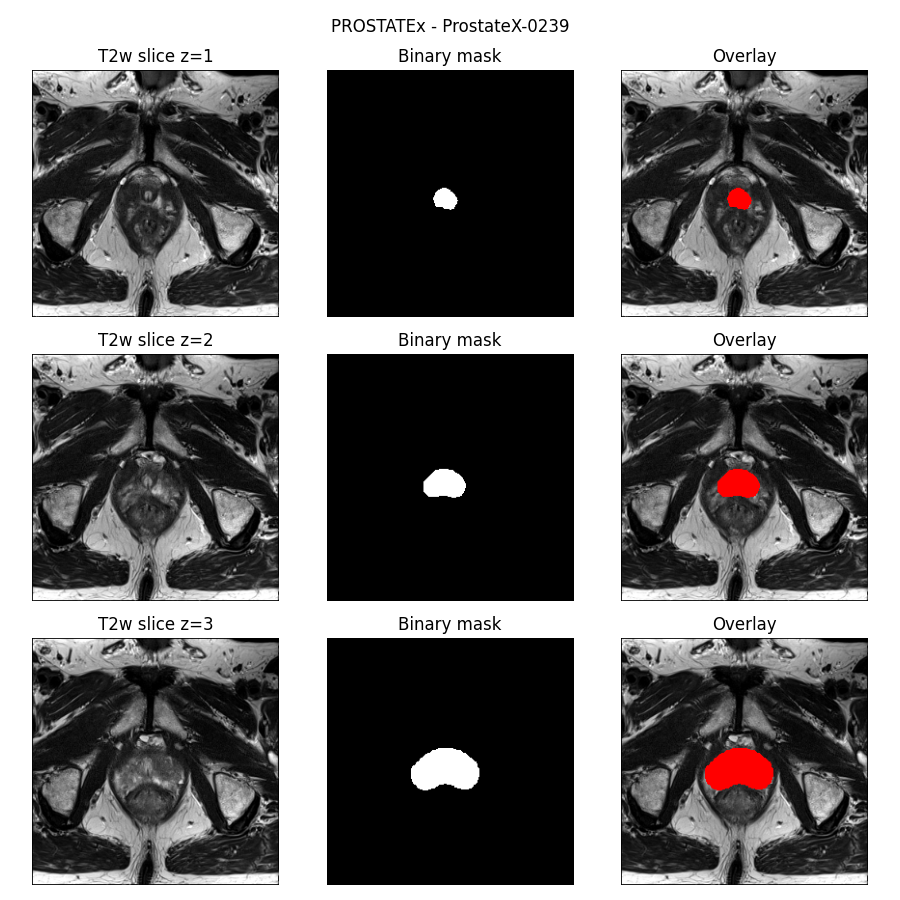 PROSTATEx - ProstateX-0239
T2w slice z=1
Binary mask
Overlay
T2w slice z=2
Binary mask
Overlay
T2w slice z=3
Binary mask
Overlay